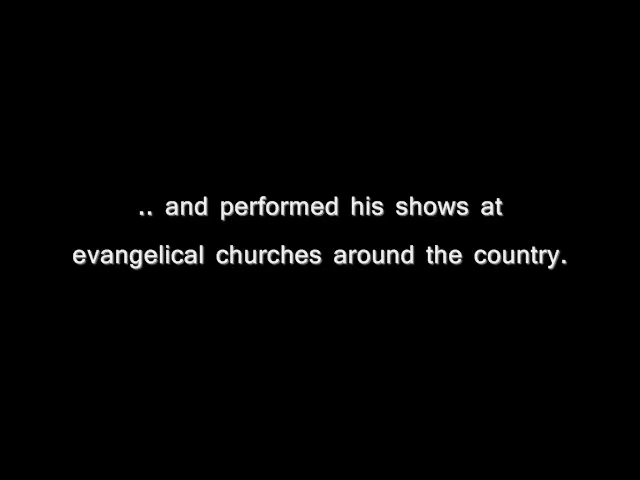 .. and performed his shows at
evangelical churches around the country.